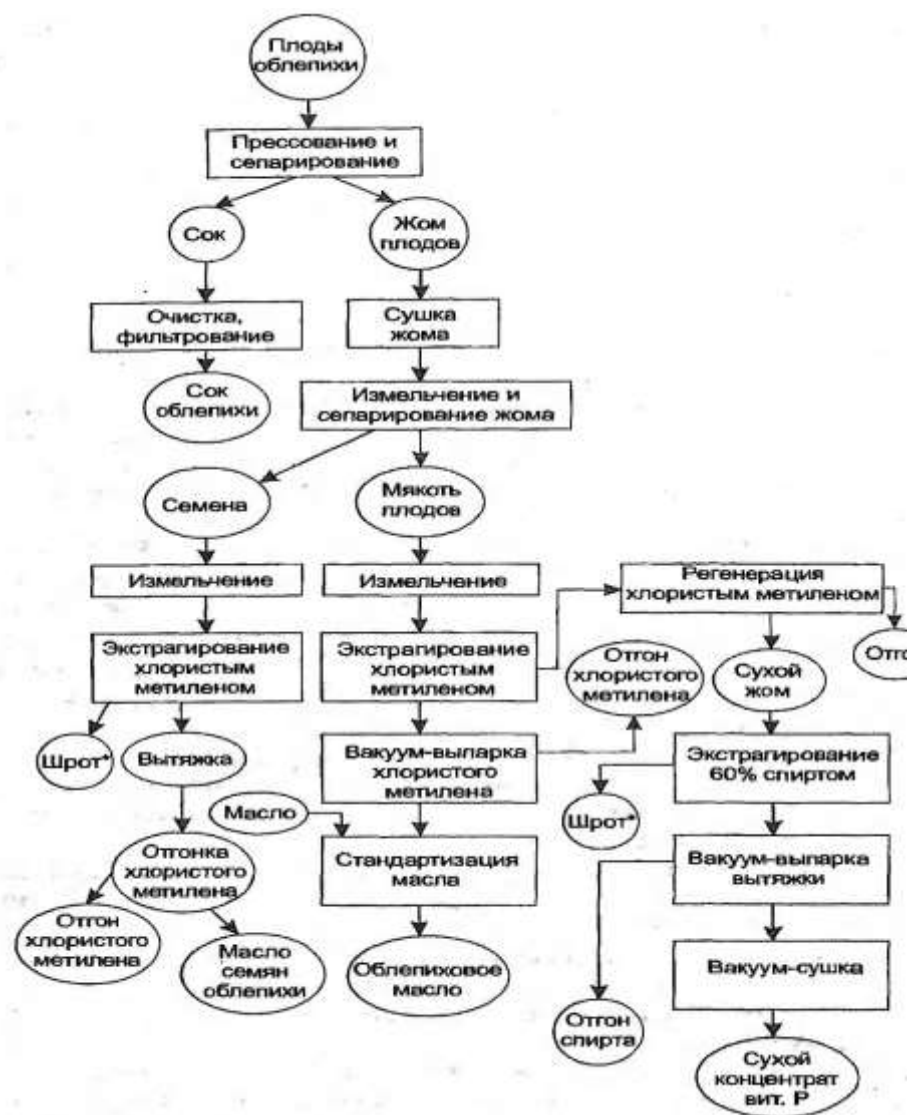 Плоды
облепихи
Прессование и
сепарирование
Сок
Жом
плодов
Очистка,
фильтрование
Сушка
жома
Сок
облепихи
Измельчение и
сепарирование жома
Семена
Мякоть
плодов
Измельчение
Измельчение
Регенерация
хлористым метиленом
Экстрагирование
хлористым
метиленом
Экстрагирование
хлористым
метиленом
Отгон
хлористого
метилена
Сухой
жом
Шрот*
Вытяжка
Вакуум-выпарка
хлористого
метилена
Экстрагирование
60% спиртом
Масло
Шрот*
Отгонка
хлористого
метилена
Стандартизация
масла
Вакуум-выпарка
вытяжки
Отгон
хлористого
метилена
Масло
семян
облепихи
Облепиховое
масло
Вакуум-сушка
Отгон
спирта
Сухой
концентрат
вит. Р